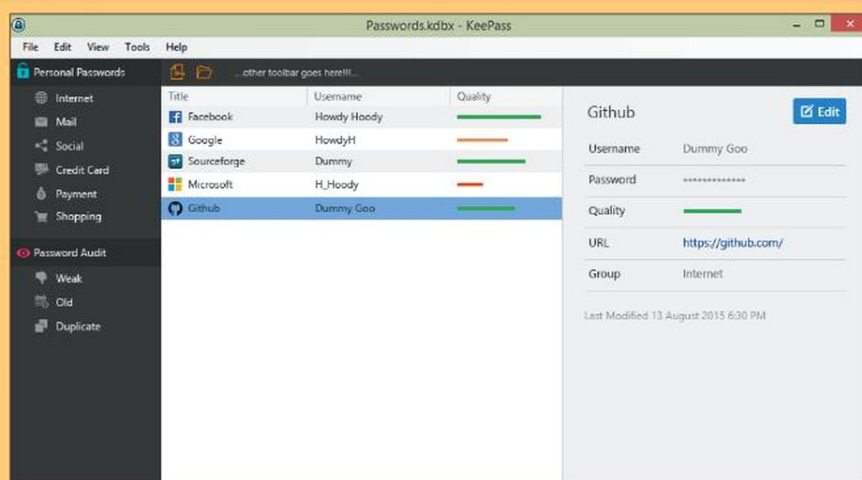 Passwords.kdbx - KeePass
File Edit View Tools Help
Personal Passwords
...other toolbar goes here!!!...
Internet
Mail
Social
Credit Card
Payment
Shopping
Password Audit
Weak
Old
Duplicate
Title Username Quality
Facebook Howdy Hoody
Google HowdyH
Sourceforge Dummy
Microsoft H_Hoody
Github Dummy Goo
Github Edit
Username Dummy Goo
Password *************
Quality
URL https://github.com/
Group Internet
Last Modified 13 August 2015 6:30 PM